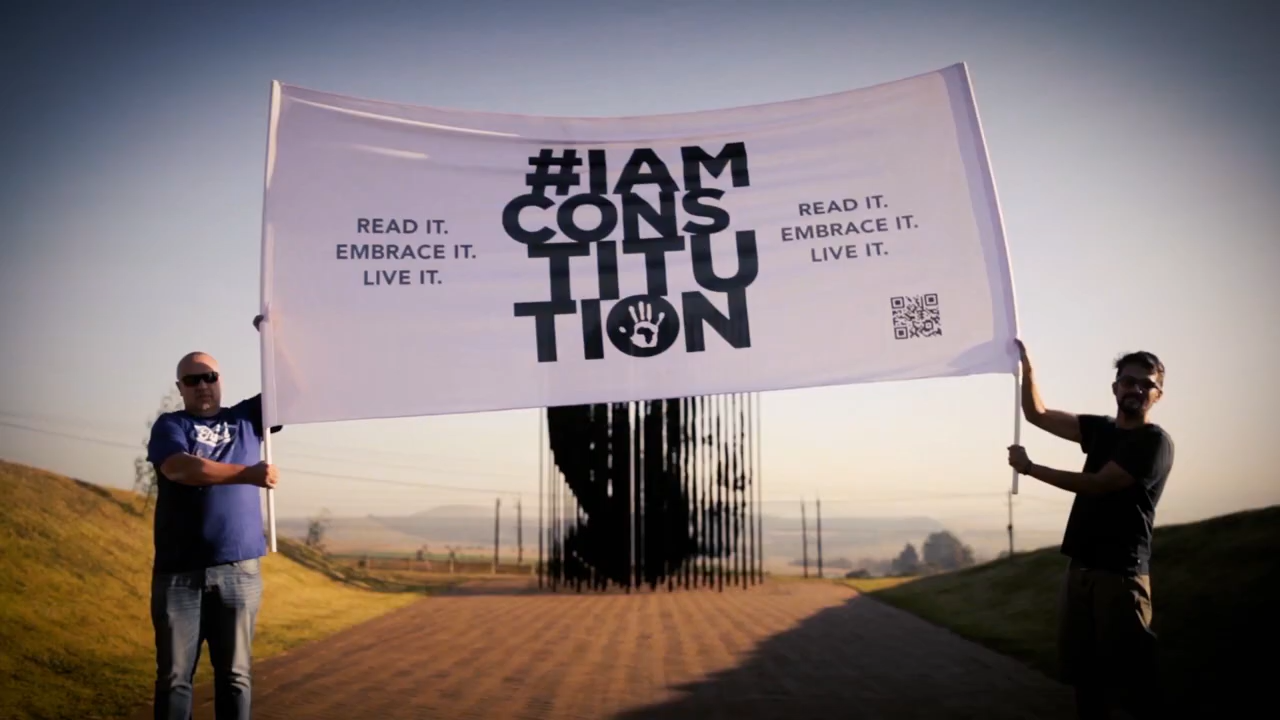 #IAM
CONS
TITU
TION
READ IT.
EMBRACE IT.
LIVE IT.
READ IT.
EMBRACE IT.
LIVE IT.